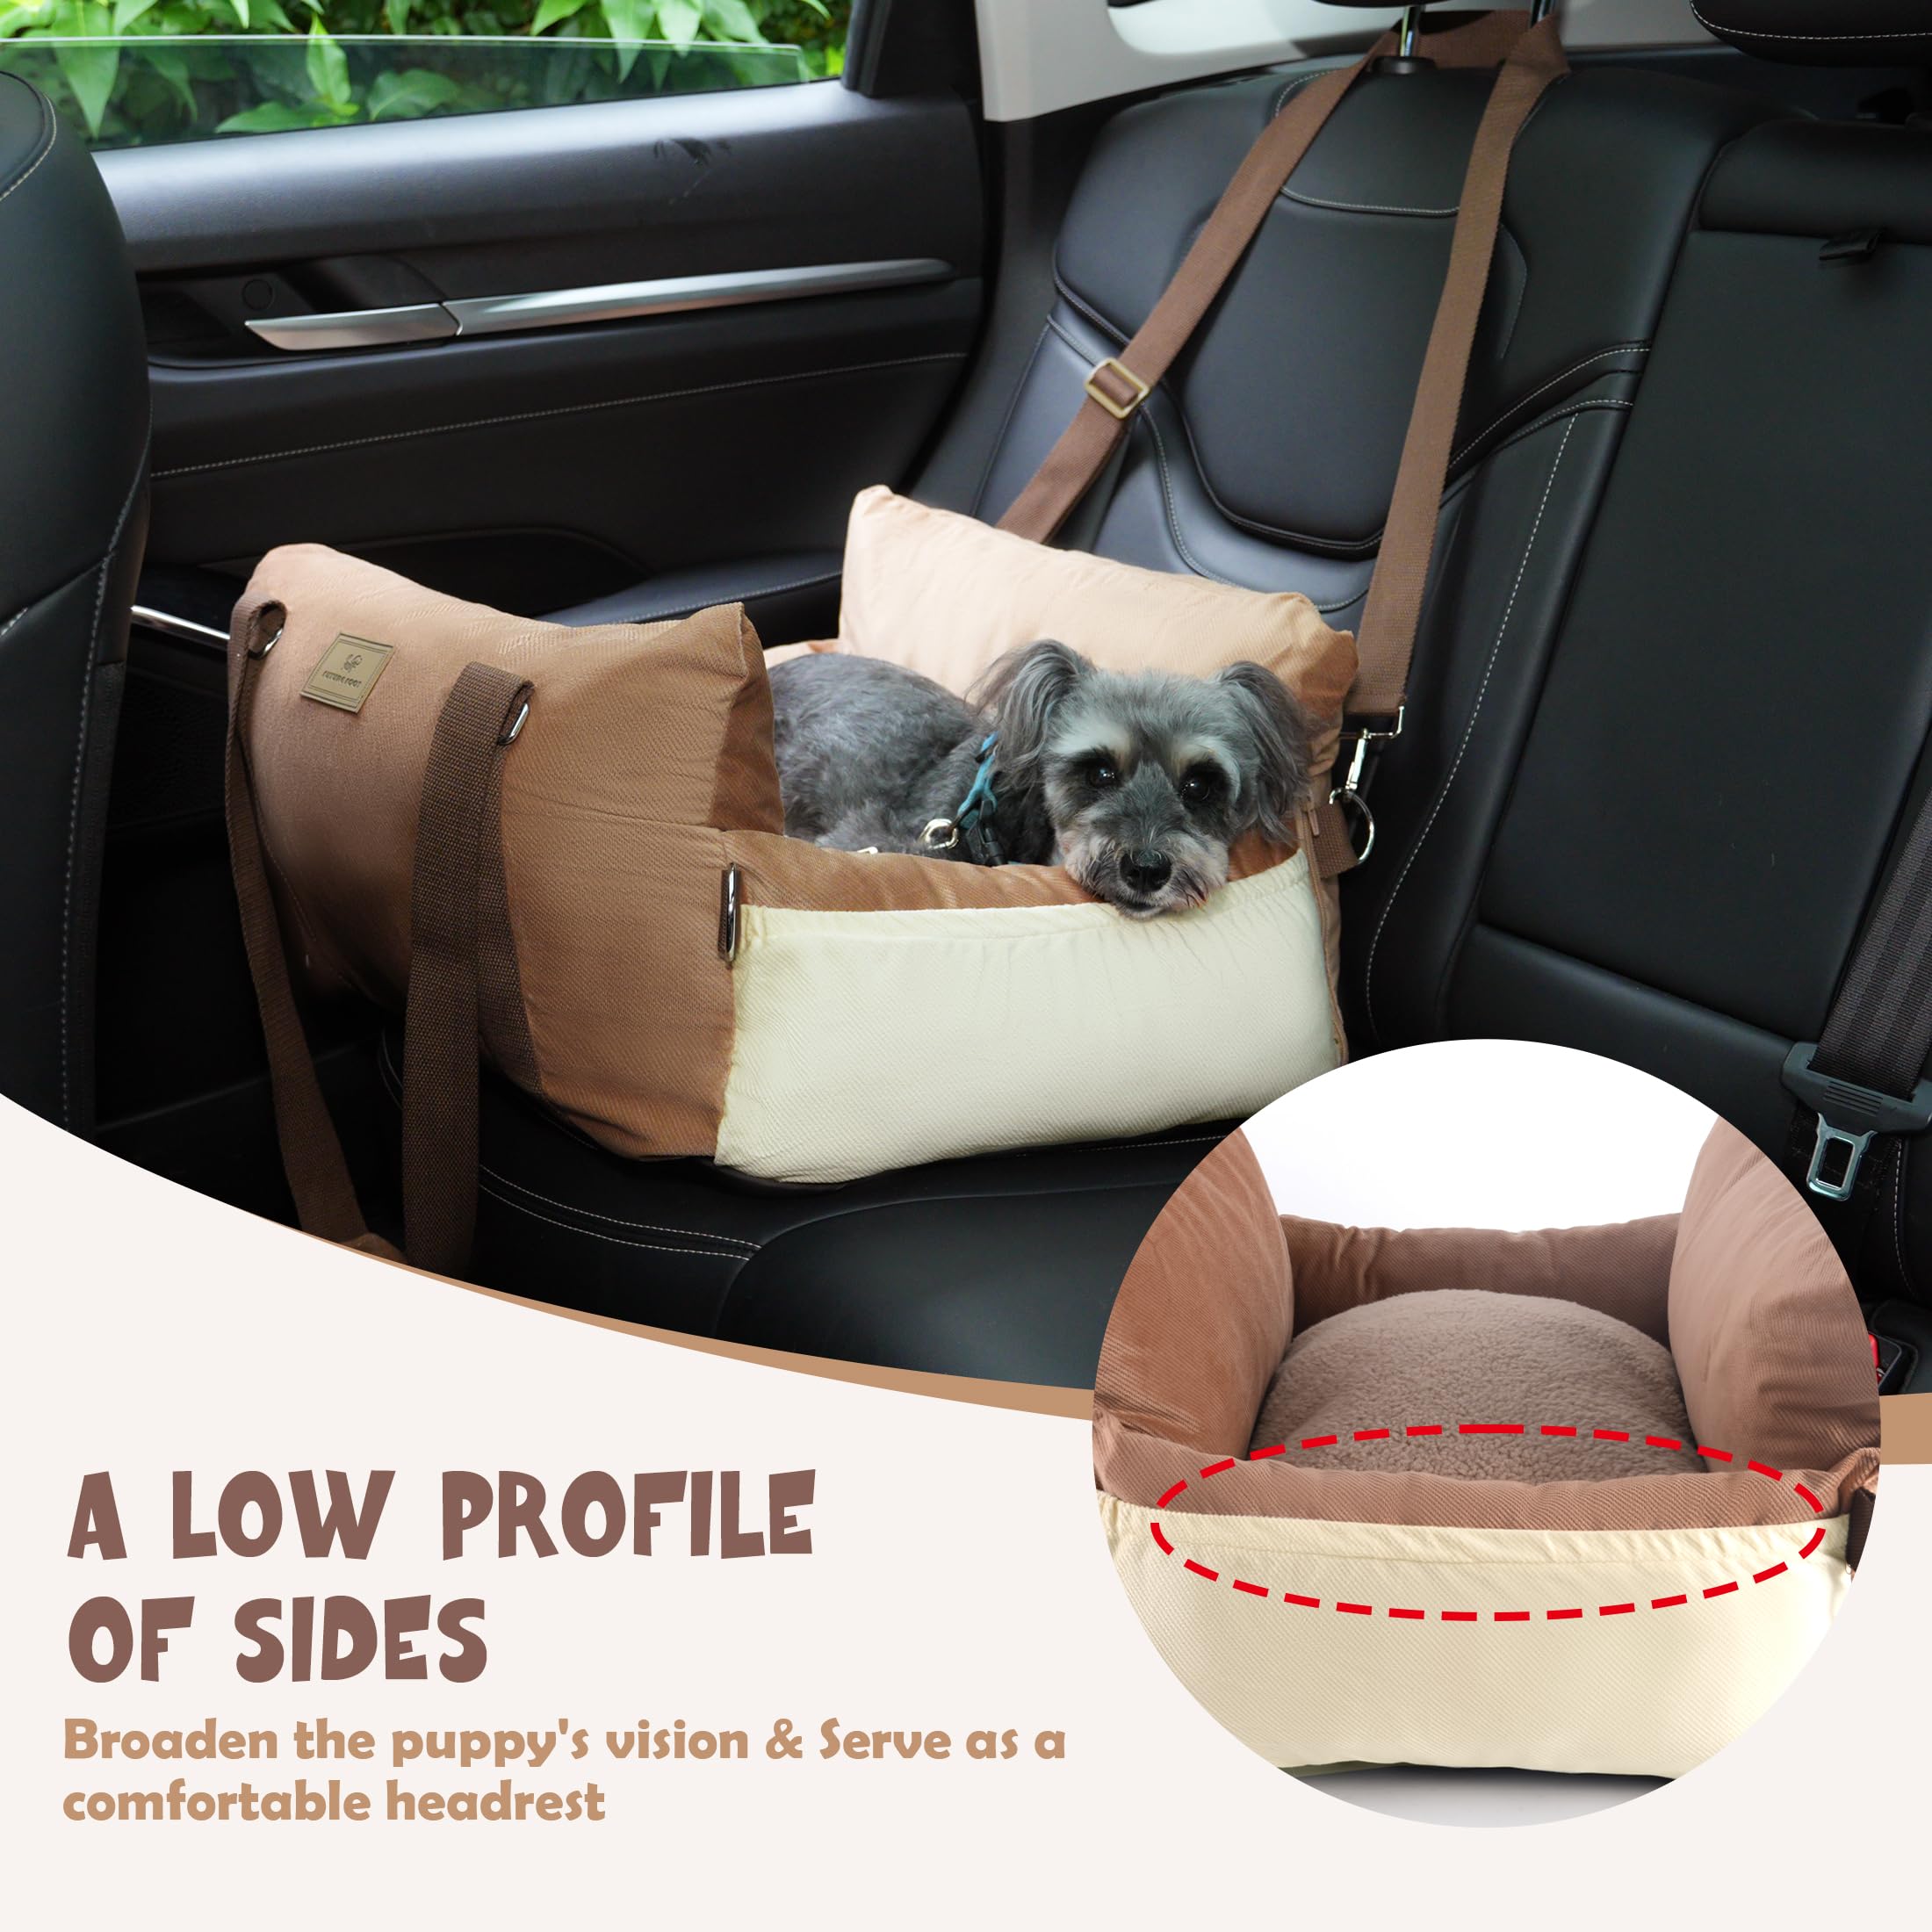 A LOW PROFILE
OF SIDES
Broaden the puppy's vision & Serve as a
comfortable headrest